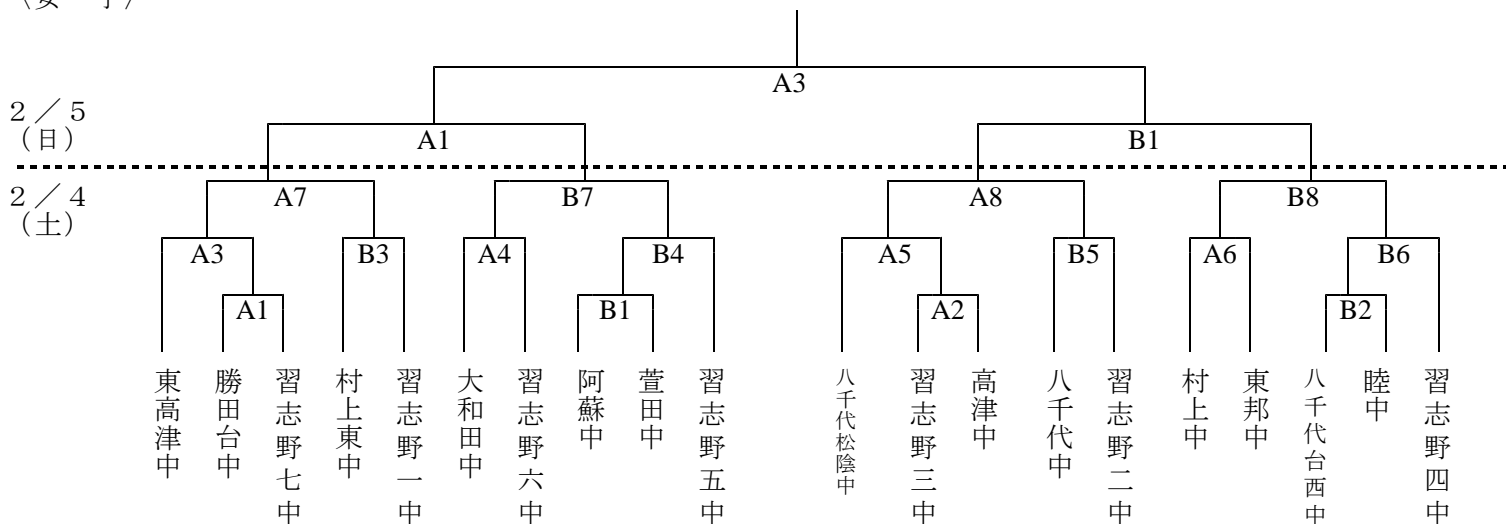 A3
2／5
（日）
A1
B1
2／4
（土）
A7
B7
A8
B8
A3
B3
A4
B4
A5
B5
A6
B6
A1
B1
A2
B2
東高津中
勝田台中
習志野七中
村上東中
習志野一中
大和田中
習志野六中
阿蘇中
萱田中
習志野五中
八千代松陰中
習志野三中
高津中
八千代中
習志野二中
村上中
東邦中
八千代台西中
睦中
習志野四中